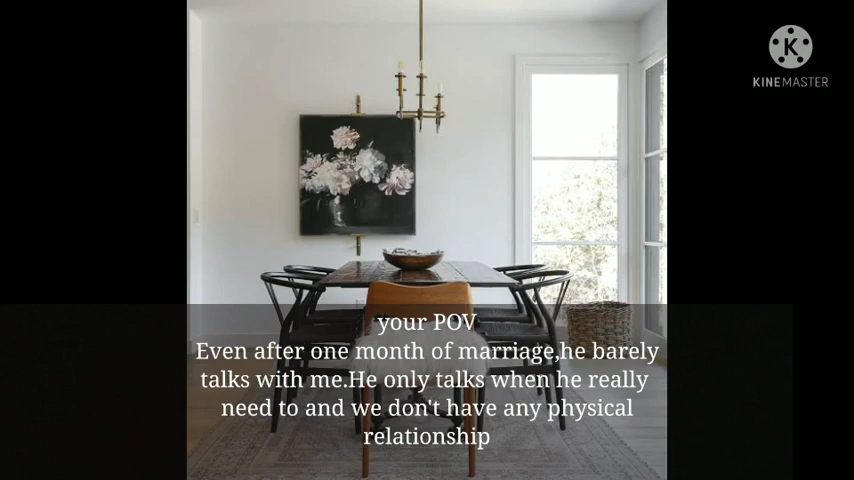 KINEMASTER
your POV
Even after one month of marriage,he barely
talks with me.He only talks when he really
need to and we don't have any physical
relationship